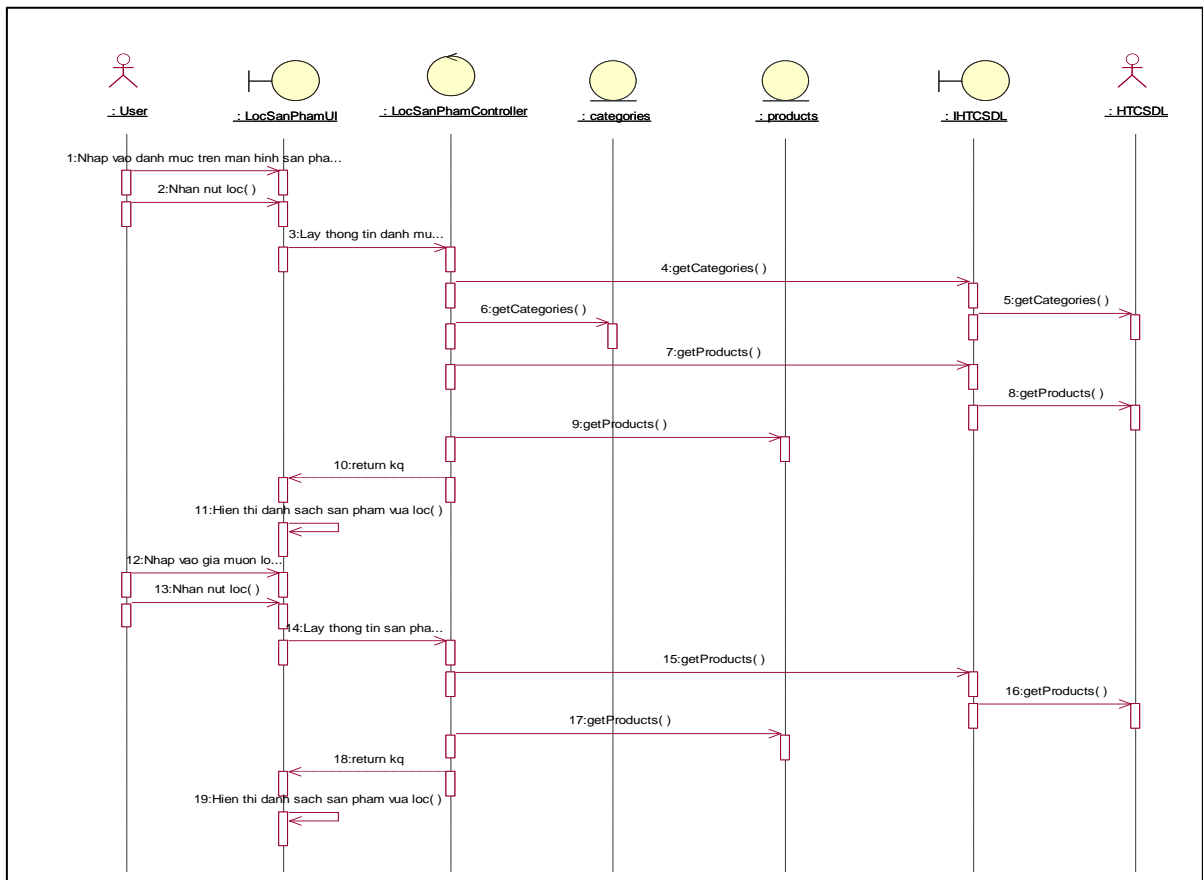 : User
: LocSanPhamUI
: LocSanPhamController
: categories
: products
: IHTCSDL
: HTCSDL
1:Nhap vao danh muc tren man hinh san pha...
2:Nhan nut loc( )
3:Lay thong tin danh mu...
4:getCategories( )
5:getCategories( )
6:getCategories( )
7:getProducts( )
8:getProducts( )
9:getProducts( )
10:return kq
11:Hien thi danh sach san pham vua loc( )
12:Nhap vao gia muon lo...
13:Nhan nut loc( )
14:Lay thong tin san pha...
15:getProducts( )
16:getProducts( )
17:getProducts( )
18:return kq
19:Hien thi danh sach san pham vua loc( )